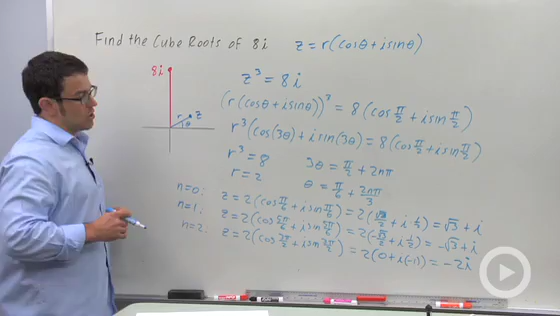 Find the Cube Roots of 8i z = r(cosθ + isinθ)
8i
r z
θ
z³ = 8i
(r(cosθ + isinθ))³ = 8(cos π/2 + isin π/2)
r³(cos(3θ) + isin(3θ)) = 8(cos π/2 + isin π/2)
r³ = 8 3θ = π/2 + 2nπ
r = 2 θ = π/6 + 2nπ/3
n=0: z = 2(cos π/6 + isin π/6) = 2(√3/2 + i 1/2) = √3 + i
n=1: z = 2(cos 5π/6 + isin 5π/6) = 2(-√3/2 + i 1/2) = -√3 + i
n=2: z = 2(cos 3π/2 + isin 3π/2) = 2(0 + i(-1)) = -2i